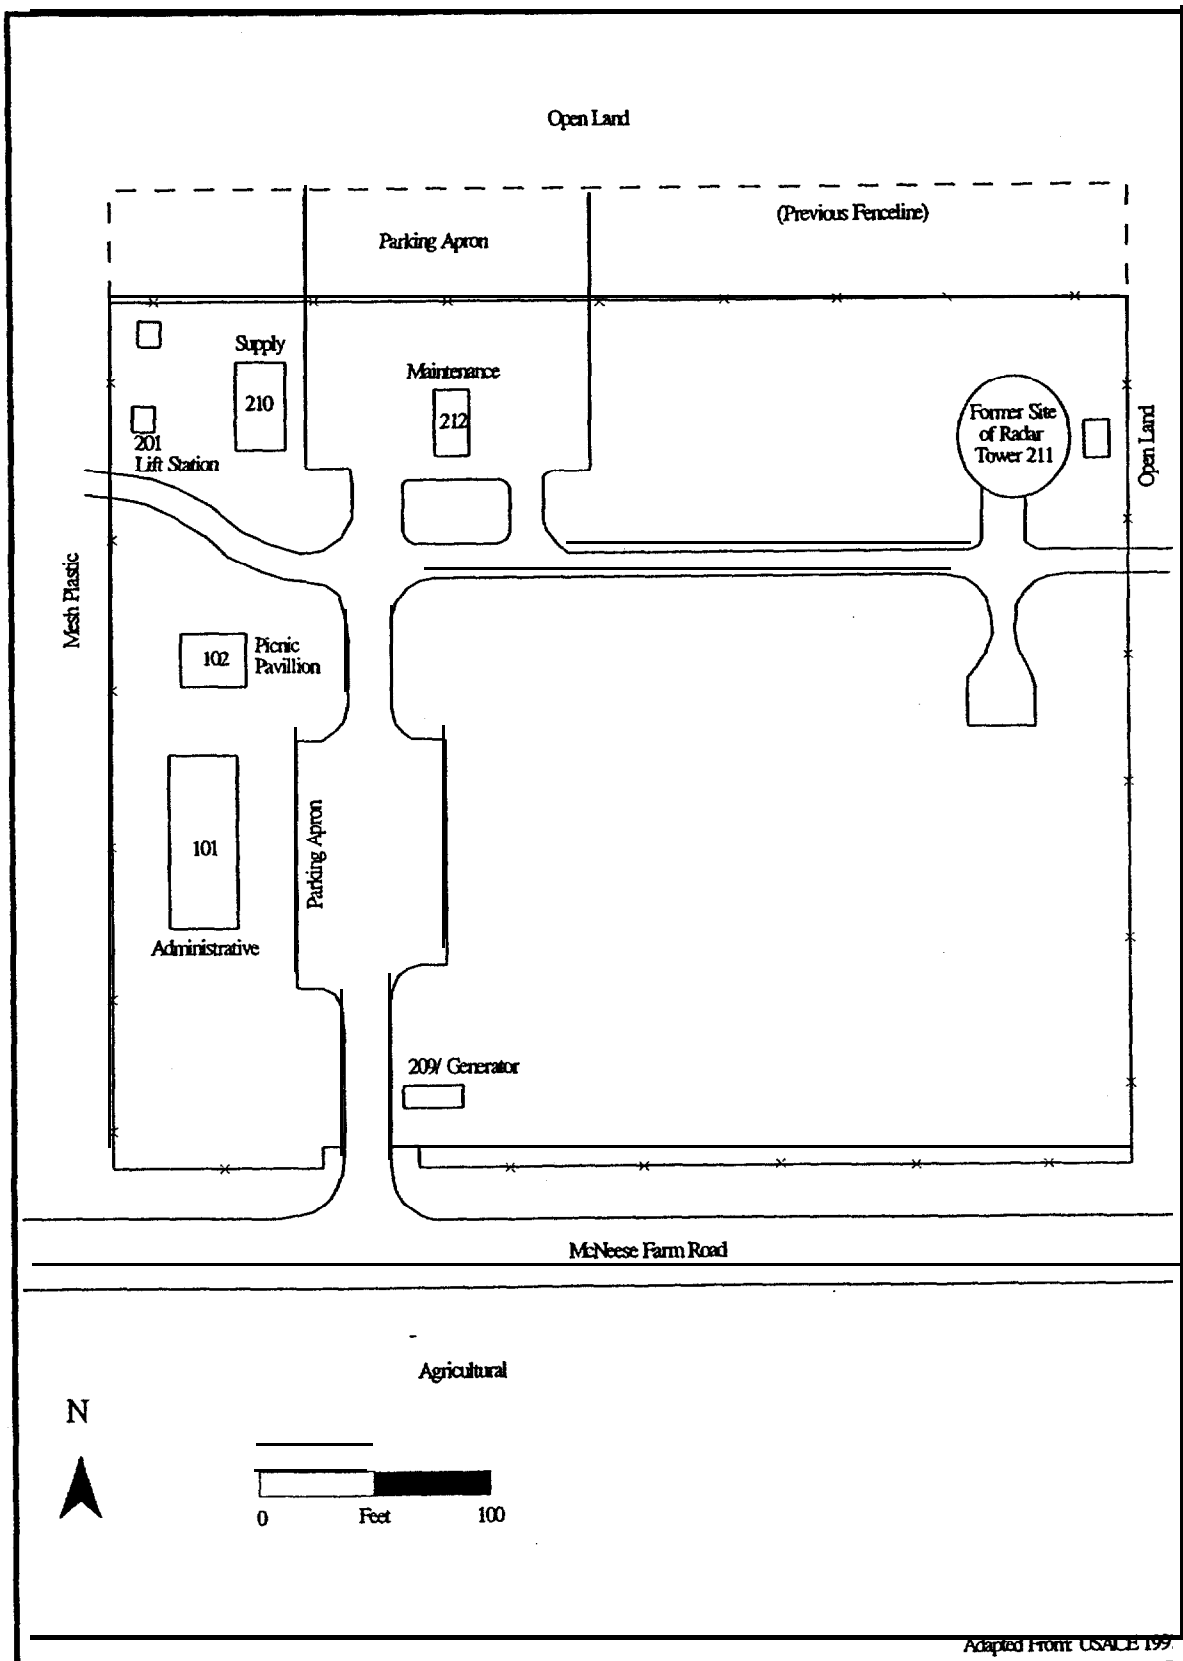 Open Land
(Previous Fenceline)
Parking Apron
Supply
210
Maintenance
212
201
Lift Station
Former Site
of Radar
Tower 211
Open Land
Mesh Plastic
102
Picnic
Pavillion
101
Parking Apron
Administrative
209/ Generator
McNeese Farm Road
Agricultural
N
0 Feet 100
Adapted From: USACE 199